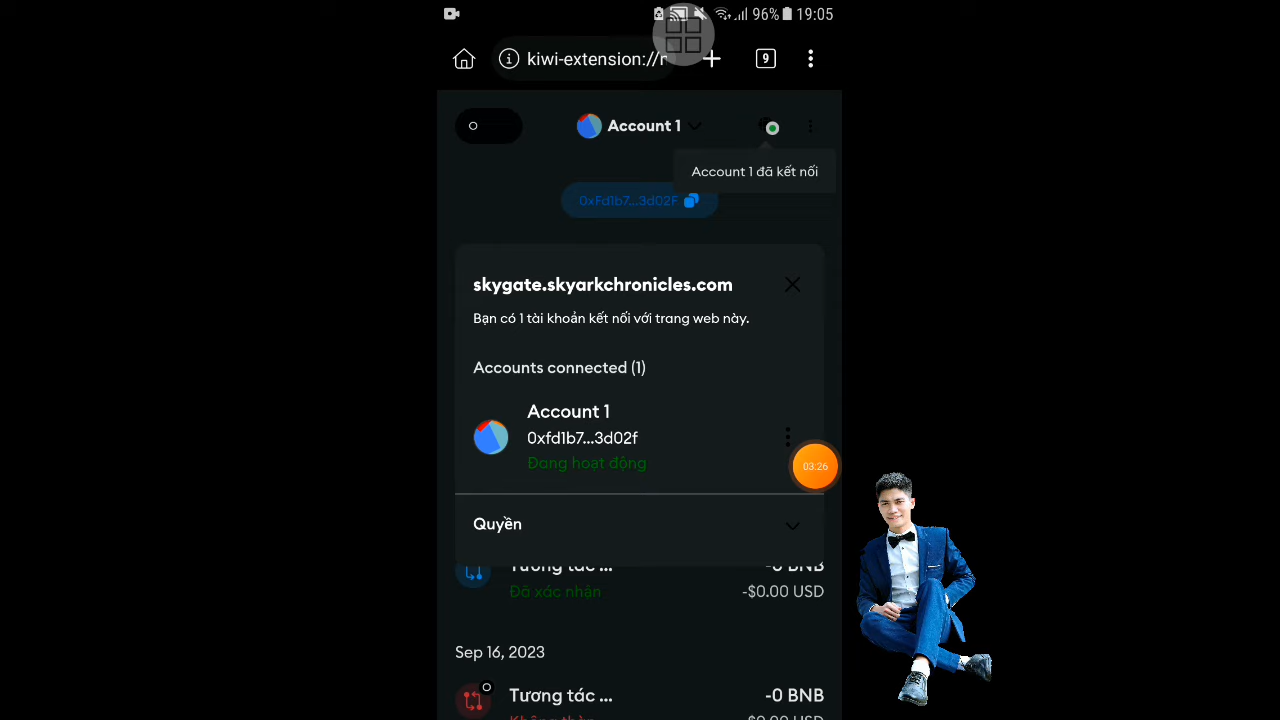 96% 19:05
kiwi-extension://r
9
Account 1
Account 1 đã kết nối
0xFd1b7...3d02F
skygate.skyarkchronicles.com
Bạn có 1 tài khoản kết nối với trang web này.
Accounts connected (1)
Account 1
0xfd1b7...3d02f
Đang hoạt động
03:26
Quyền
Tương tác ... -0 BNB
Đã xác nhận -$0.00 USD
Sep 16, 2023
Tương tác ... -0 BNB